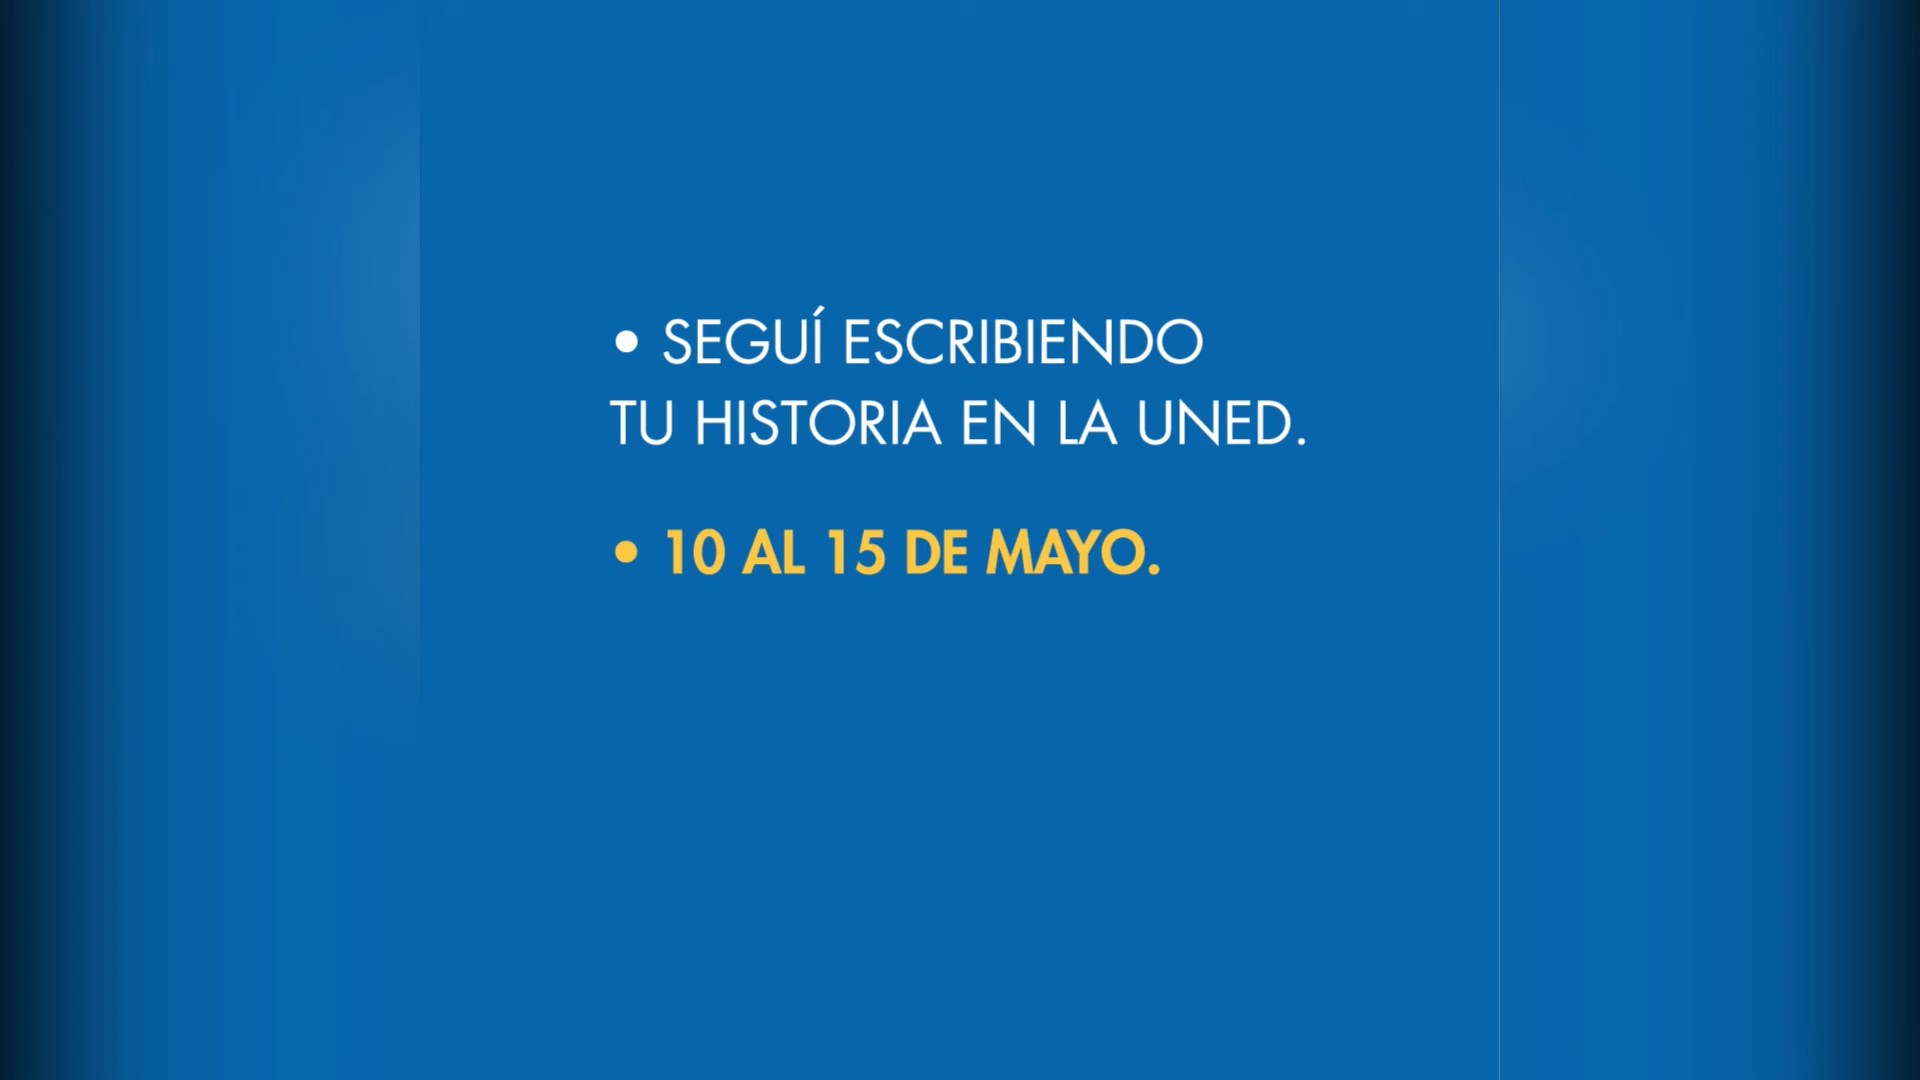 • SEGUÍ ESCRIBIENDO
TU HISTORIA EN LA UNED.
• 10 AL 15 DE MAYO.